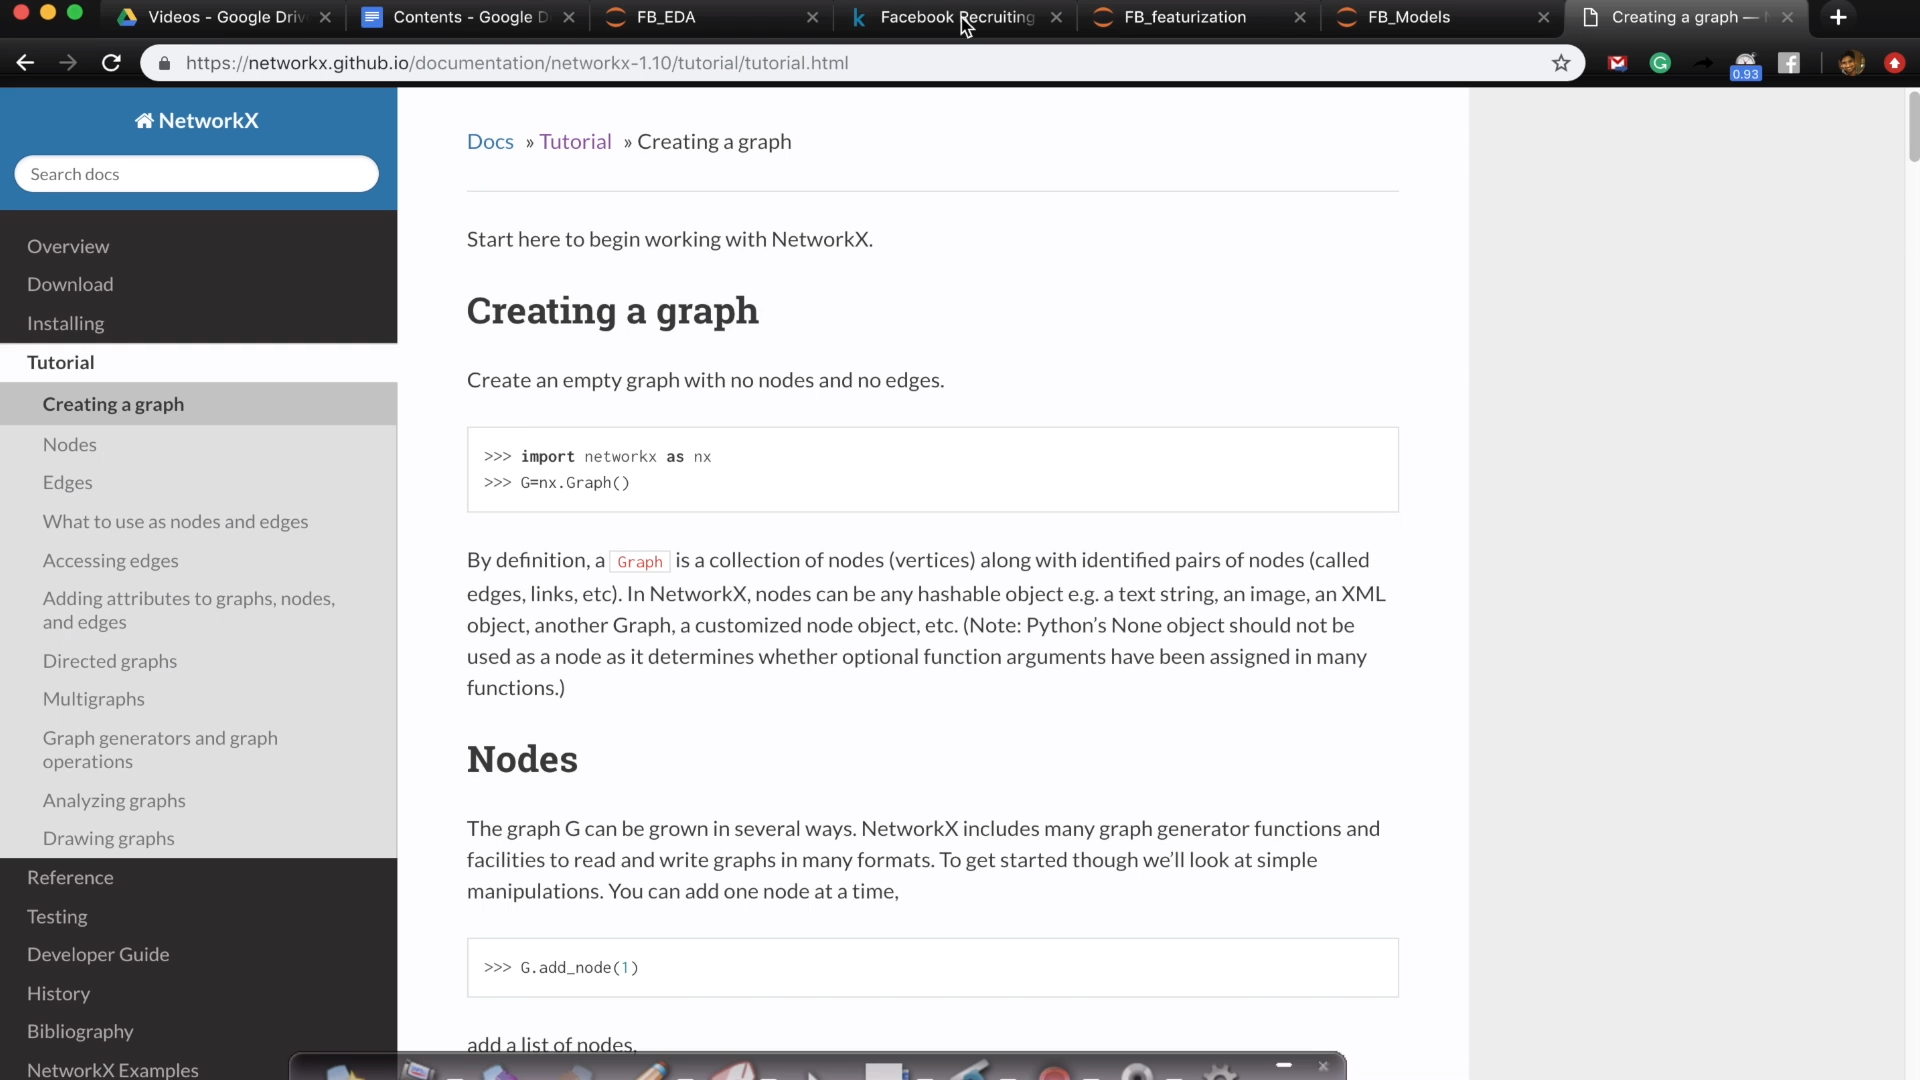 Videos - Google Driv
Contents - Google D
FB_EDA
Facebook Recruiting
FB_featurization
FB_Models
Creating a graph —
https://networkx.github.io/documentation/networkx-1.10/tutorial/tutorial.html
0.93
NetworkX
Search docs
Overview
Download
Installing
Tutorial
Creating a graph
Nodes
Edges
What to use as nodes and edges
Accessing edges
Adding attributes to graphs, nodes,
and edges
Directed graphs
Multigraphs
Graph generators and graph
operations
Analyzing graphs
Drawing graphs
Reference
Testing
Developer Guide
History
Bibliography
NetworkX Examples
Docs » Tutorial » Creating a graph
Start here to begin working with NetworkX.
Creating a graph
Create an empty graph with no nodes and no edges.
>>> import networkx as nx
>>> G=nx.Graph()
By definition, a Graph is a collection of nodes (vertices) along with identified pairs of nodes (called
edges, links, etc). In NetworkX, nodes can be any hashable object e.g. a text string, an image, an XML
object, another Graph, a customized node object, etc. (Note: Python’s None object should not be
used as a node as it determines whether optional function arguments have been assigned in many
functions.)
Nodes
The graph G can be grown in several ways. NetworkX includes many graph generator functions and
facilities to read and write graphs in many formats. To get started though we’ll look at simple
manipulations. You can add one node at a time,
>>> G.add_node(1)
add a list of nodes,